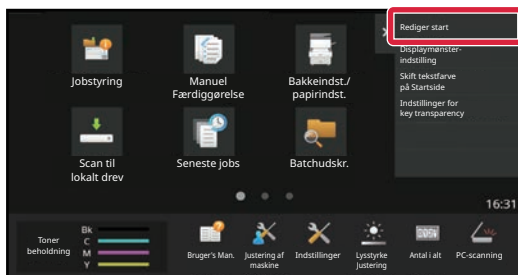 Jobstyring
Manuel
Færdiggørelse
Bakkeindst./
papirindst.
Scan til
lokalt drev
Seneste jobs
Batchudskr.
Rediger start
Displaymønster-
indstilling
Skift tekstfarve
på Startside
Indstillinger for
key transparency
16:31
Toner
beholdning
Bk
C
M
Y
Bruger's Man.
Justering af
maskine
Indstillinger
Lysstyrke
Justering
Antal i alt
PC-scanning